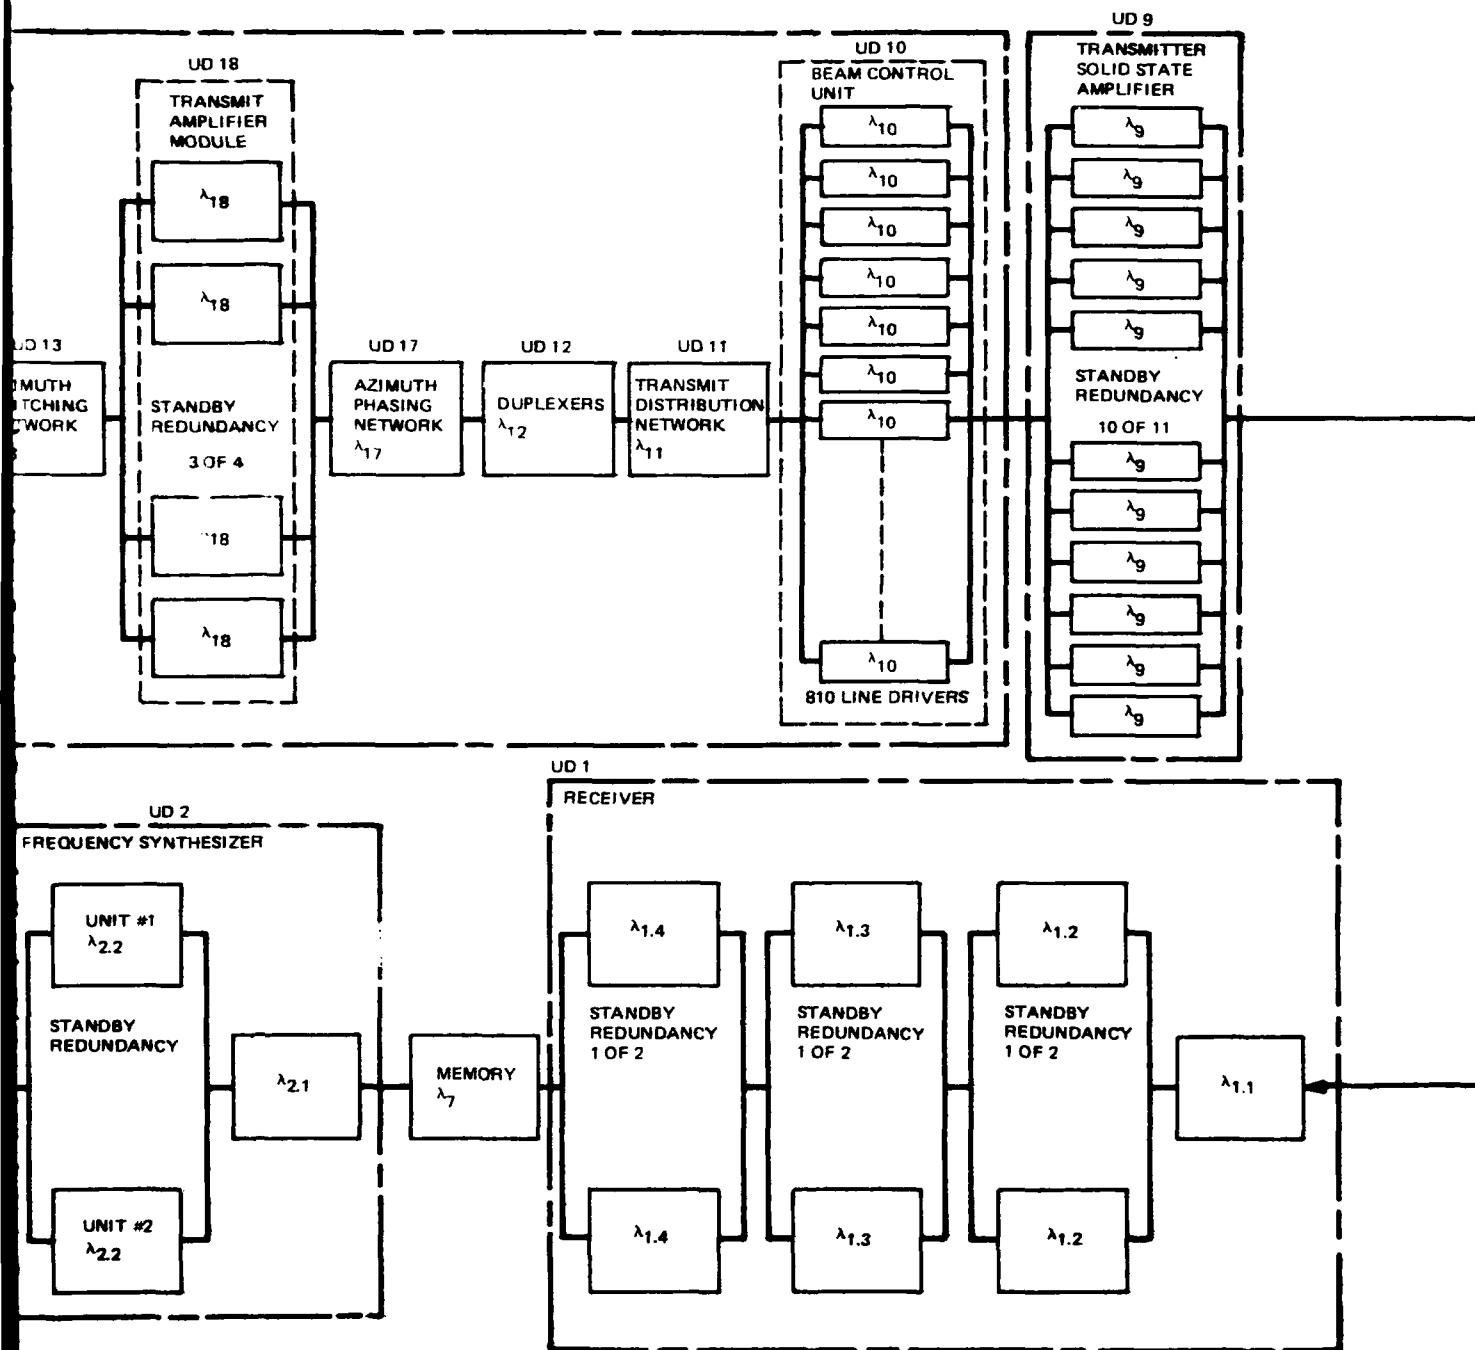 UD 9
UD 10
UD 18
TRANSMITTER
SOLID STATE
AMPLIFIER
BEAM CONTROL
UNIT
TRANSMIT
AMPLIFIER
MODULE
λ18
λ18
STANDBY
REDUNDANCY
3 OF 4
18
λ18
UD 13
TWORK
UD 17
AZIMUTH
PHASING
NETWORK
λ17
UD 12
DUPLEXERS
λ12
UD 11
TRANSMIT
DISTRIBUTION
NETWORK
λ11
λ10
λ10
λ10
λ10
λ10
λ10
λ10
λ10
810 LINE DRIVERS
λ9
λ9
λ9
λ9
λ9
STANDBY
REDUNDANCY
10 OF 11
λ9
λ9
λ9
λ9
λ9
λ9
UD 2
FREQUENCY SYNTHESIZER
UNIT #1
λ2.2
STANDBY
REDUNDANCY
UNIT #2
λ2.2
λ2.1
MEMORY
λ7
UD 1
RECEIVER
λ1.4
STANDBY
REDUNDANCY
1 OF 2
λ1.4
λ1.3
STANDBY
REDUNDANCY
1 OF 2
λ1.3
λ1.2
STANDBY
REDUNDANCY
1 OF 2
λ1.2
λ1.1